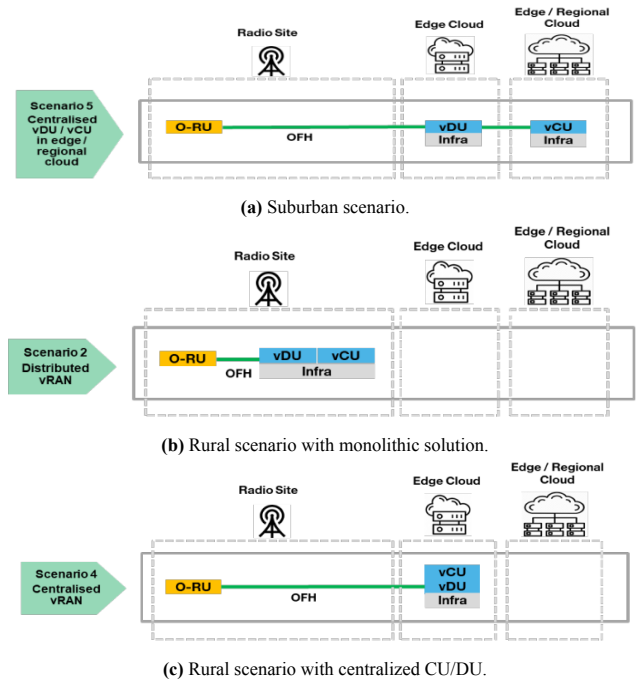 Radio Site
Edge Cloud
Edge / Regional
Cloud
Scenario 5
Centralised
vDU / vCU
in edge /
regional
cloud
O-RU
OFH
vDU
Infra
vCU
Infra
(a) Suburban scenario.
Radio Site
Edge Cloud
Edge / Regional
Cloud
Scenario 2
Distributed
vRAN
O-RU
OFH
vDU vCU
Infra
(b) Rural scenario with monolithic solution.
Radio Site
Edge Cloud
Edge / Regional
Cloud
Scenario 4
Centralised
vRAN
O-RU
OFH
vCU
vDU
Infra
(c) Rural scenario with centralized CU/DU.